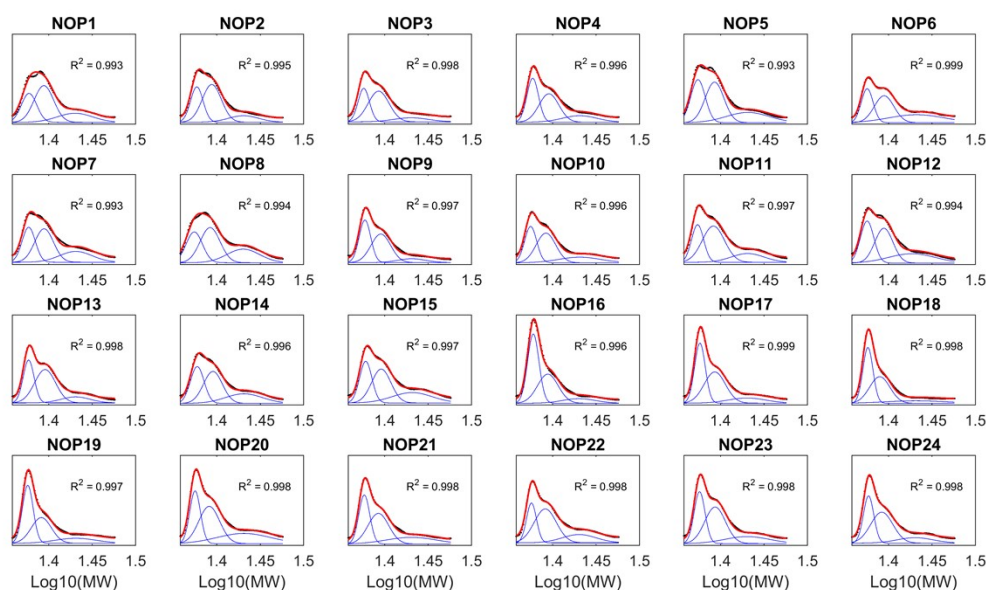 NOP1 NOP2 NOP3 NOP4 NOP5 NOP6
R² = 0.993 R² = 0.995 R² = 0.998 R² = 0.996 R² = 0.993 R² = 0.999
1.4 1.45 1.5 1.4 1.45 1.5 1.4 1.45 1.5 1.4 1.45 1.5 1.4 1.45 1.5 1.4 1.45 1.5
NOP7 NOP8 NOP9 NOP10 NOP11 NOP12
R² = 0.993 R² = 0.994 R² = 0.997 R² = 0.996 R² = 0.997 R² = 0.994
1.4 1.45 1.5 1.4 1.45 1.5 1.4 1.45 1.5 1.4 1.45 1.5 1.4 1.45 1.5 1.4 1.45 1.5
NOP13 NOP14 NOP15 NOP16 NOP17 NOP18
R² = 0.998 R² = 0.996 R² = 0.997 R² = 0.996 R² = 0.999 R² = 0.998
1.4 1.45 1.5 1.4 1.45 1.5 1.4 1.45 1.5 1.4 1.45 1.5 1.4 1.45 1.5 1.4 1.45 1.5
NOP19 NOP20 NOP21 NOP22 NOP23 NOP24
R² = 0.997 R² = 0.998 R² = 0.998 R² = 0.998 R² = 0.998 R² = 0.998
1.4 1.45 1.5 1.4 1.45 1.5 1.4 1.45 1.5 1.4 1.45 1.5 1.4 1.45 1.5 1.4 1.45 1.5
Log10(MW) Log10(MW) Log10(MW) Log10(MW) Log10(MW) Log10(MW)